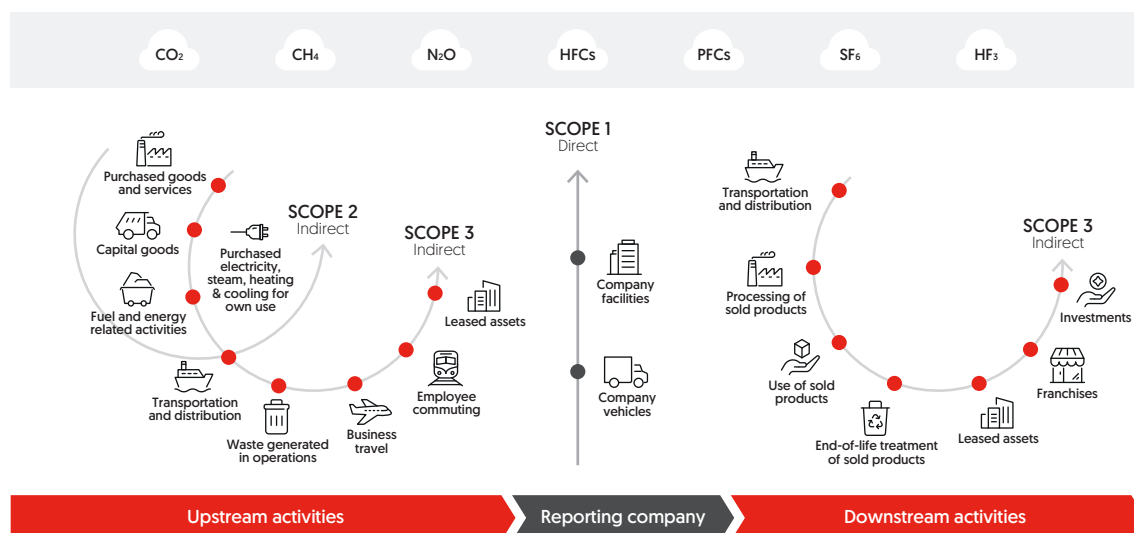 CO₂
CH₄
N₂O
HFCs
PFCs
SF₆
HF₃
Purchased goods
and services
Capital goods
Fuel and energy
related activities
SCOPE 2
Indirect
Purchased
electricity,
steam, heating
& cooling for
own use
Transportation
and distribution
Waste generated
in operations
Business
travel
Employee
commuting
Leased assets
SCOPE 3
Indirect
SCOPE 1
Direct
Company
facilities
Company
vehicles
Transportation
and distribution
Processing of
sold products
Use of sold
products
End-of-life treatment
of sold products
Leased assets
Franchises
Investments
SCOPE 3
Indirect
Upstream activities
Reporting company
Downstream activities